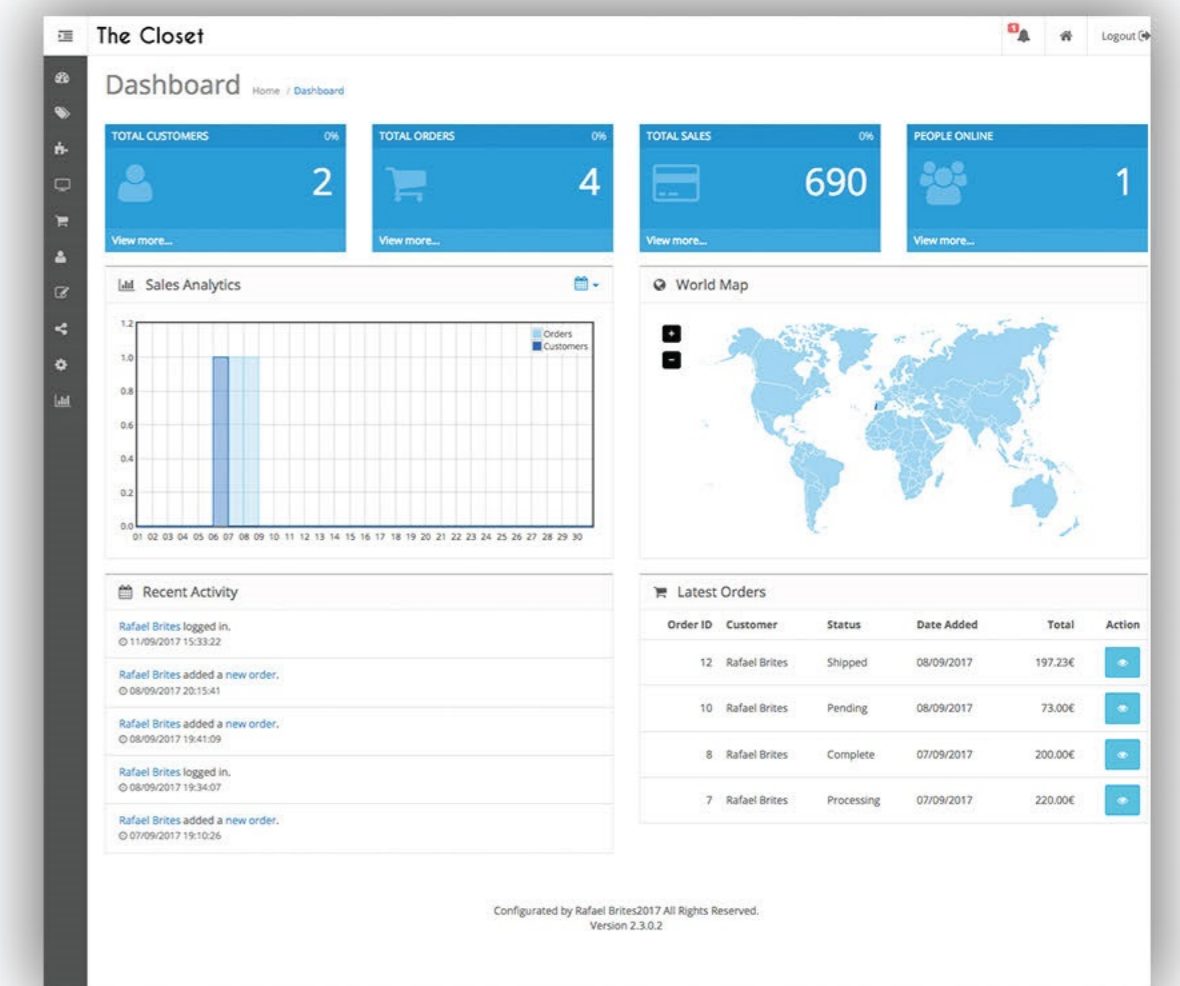 The Closet
1
Logout
Dashboard Home / Dashboard
TOTAL CUSTOMERS 0%
2
View more...
TOTAL ORDERS 0%
4
View more...
TOTAL SALES 0%
690
View more...
PEOPLE ONLINE
1
View more...
Sales Analytics
Orders
Customers
1.2
1.0
0.8
0.6
0.4
0.2
0.0
01 02 03 04 05 06 07 08 09 10 11 12 13 14 15 16 17 18 19 20 21 22 23 24 25 26 27 28 29 30
World Map
+
-
Recent Activity
Rafael Brites logged in.
11/09/2017 15:33:22
Rafael Brites added a new order.
08/09/2017 20:15:41
Rafael Brites added a new order.
08/09/2017 19:41:09
Rafael Brites logged in.
08/09/2017 19:34:07
Rafael Brites added a new order.
07/09/2017 19:10:26
Latest Orders
Order ID Customer Status Date Added Total Action
12 Rafael Brites Shipped 08/09/2017 197.23€
10 Rafael Brites Pending 08/09/2017 73.00€
8 Rafael Brites Complete 07/09/2017 200.00€
7 Rafael Brites Processing 07/09/2017 220.00€
Configurated by Rafael Brites2017 All Rights Reserved.
Version 2.3.0.2